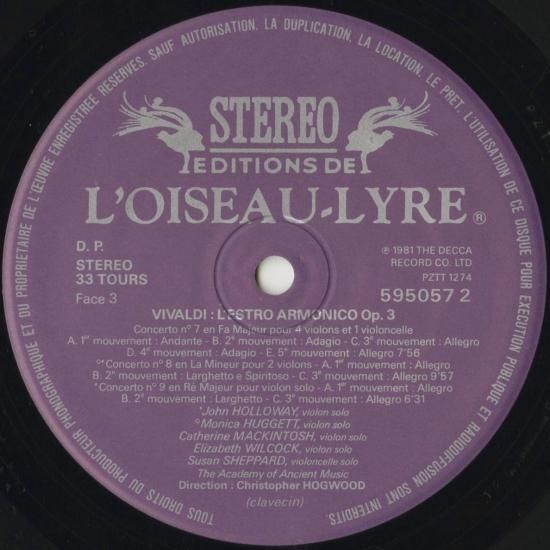 TOUS DROITS DU PRODUCTEUR PHONOGRAPHIQUE ET DU PROPRIETAIRE DE L'ŒUVRE ENREGISTREE RESERVES. SAUF AUTORISATION. LA DUPLICATION. LA LOCATION. LE PRET. L'UTILISATION DE CE DISQUE POUR EXECUTION PUBLIQUE ET RADIODIFFUSION SONT INTERDITS.
STEREO
EDITIONS DE
L'OISEAU-LYRE ®
D. P.
STEREO
33 TOURS
Face 3
℗ 1981 THE DECCA
RECORD CO. LTD
PZTT 1274
595057 2
VIVALDI : L'ESTRO ARMONICO Op. 3
Concerto n° 7 en Fa Majeur pour 4 violons et 1 violoncelle
A. 1er mouvement : Andante - B. 2e mouvement : Adagio - C. 3e mouvement : Allegro
D. 4e mouvement : Adagio - E. 5e mouvement : Allegro 7'56
°*Concerto n° 8 en La Mineur pour 2 violons - A. 1er mouvement : Allegro
B. 2e mouvement : Larghetto e Spiritoso - C. 3e mouvement : Allegro 9'57
*Concerto n° 9 en Ré Majeur pour violon solo - A. 1er mouvement : Allegro
B. 2e mouvement : Larghetto - C. 3e mouvement : Allegro 6'31
*John HOLLOWAY, violon solo
°Monica HUGGETT, violon solo
Catherine MACKINTOSH, violon solo
Elizabeth WILCOCK, violon solo
Susan SHEPPARD, violoncelle solo
The Academy of Ancient Music
Direction : Christopher HOGWOOD
(clavecin)